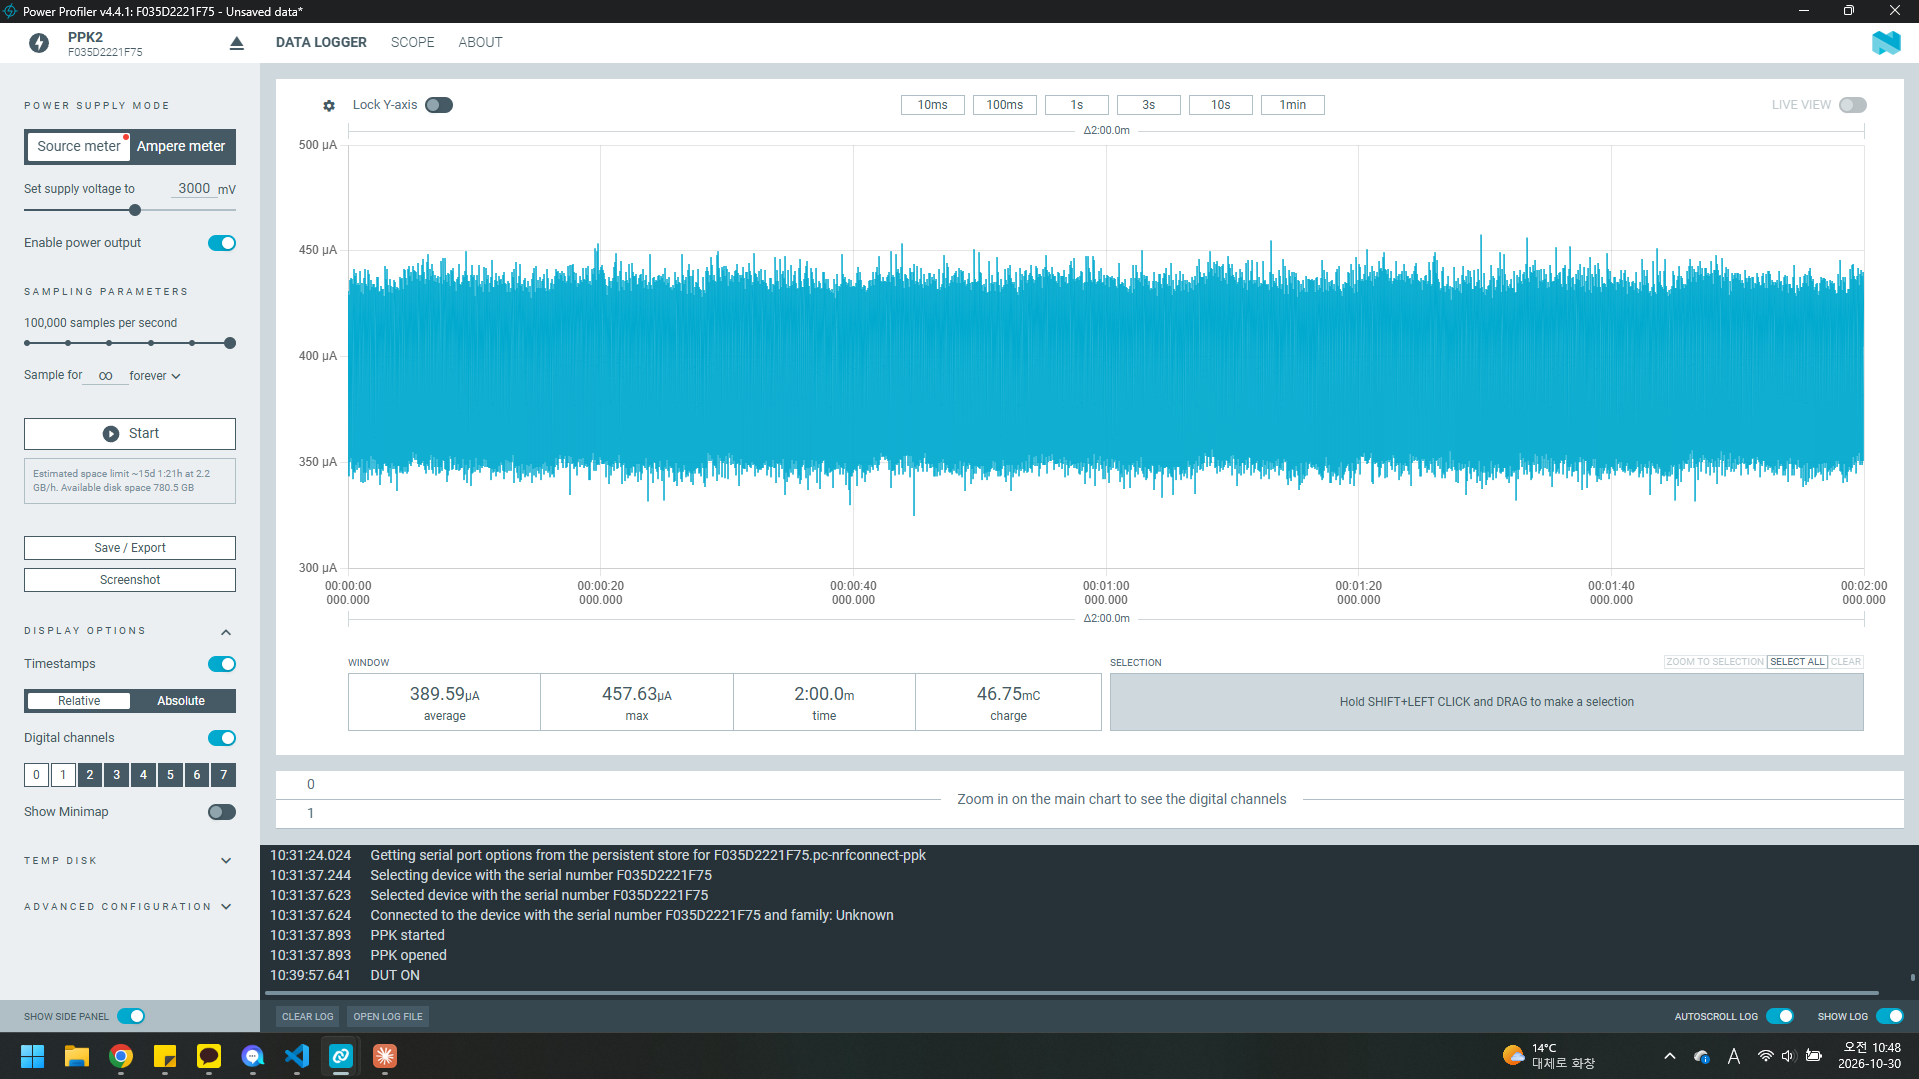 Power Profiler v4.4.1: F035D2221F75 - Unsaved data*
PPK2
F035D2221F75
DATA LOGGER
SCOPE
ABOUT
POWER SUPPLY MODE
Source meter
Ampere meter
Set supply voltage to 3000 mV
Enable power output
SAMPLING PARAMETERS
100,000 samples per second
Sample for ∞ forever
Start
Estimated space limit ~15d 1:21h at 2.2
GB/h. Available disk space 780.5 GB
Save / Export
Screenshot
DISPLAY OPTIONS
Timestamps
Relative
Absolute
Digital channels
0 1 2 3 4 5 6 7
Show Minimap
TEMP DISK
ADVANCED CONFIGURATION
SHOW SIDE PANEL
Lock Y-axis
10ms
100ms
1s
3s
10s
1min
LIVE VIEW
Δ2:00.0m
500 µA
450 µA
400 µA
350 µA
300 µA
00:00:00
000.000
00:00:20
000.000
00:00:40
000.000
00:01:00
000.000
00:01:20
000.000
00:01:40
000.000
00:02:00
000.000
Δ2:00.0m
WINDOW
389.59µA
average
457.63µA
max
2:00.0m
time
46.75mC
charge
SELECTION
ZOOM TO SELECTION
SELECT ALL
CLEAR
Hold SHIFT+LEFT CLICK and DRAG to make a selection
0
1
Zoom in on the main chart to see the digital channels
10:31:24.024 Getting serial port options from the persistent store for F035D2221F75.pc-nrfconnect-ppk
10:31:37.244 Selecting device with the serial number F035D2221F75
10:31:37.623 Selected device with the serial number F035D2221F75
10:31:37.624 Connected to the device with the serial number F035D2221F75 and family: Unknown
10:31:37.893 PPK started
10:31:37.893 PPK opened
10:39:57.641 DUT ON
CLEAR LOG
OPEN LOG FILE
AUTOSCROLL LOG
SHOW LOG
14°C
대체로 화창
A
오전 10:48
2026-10-30